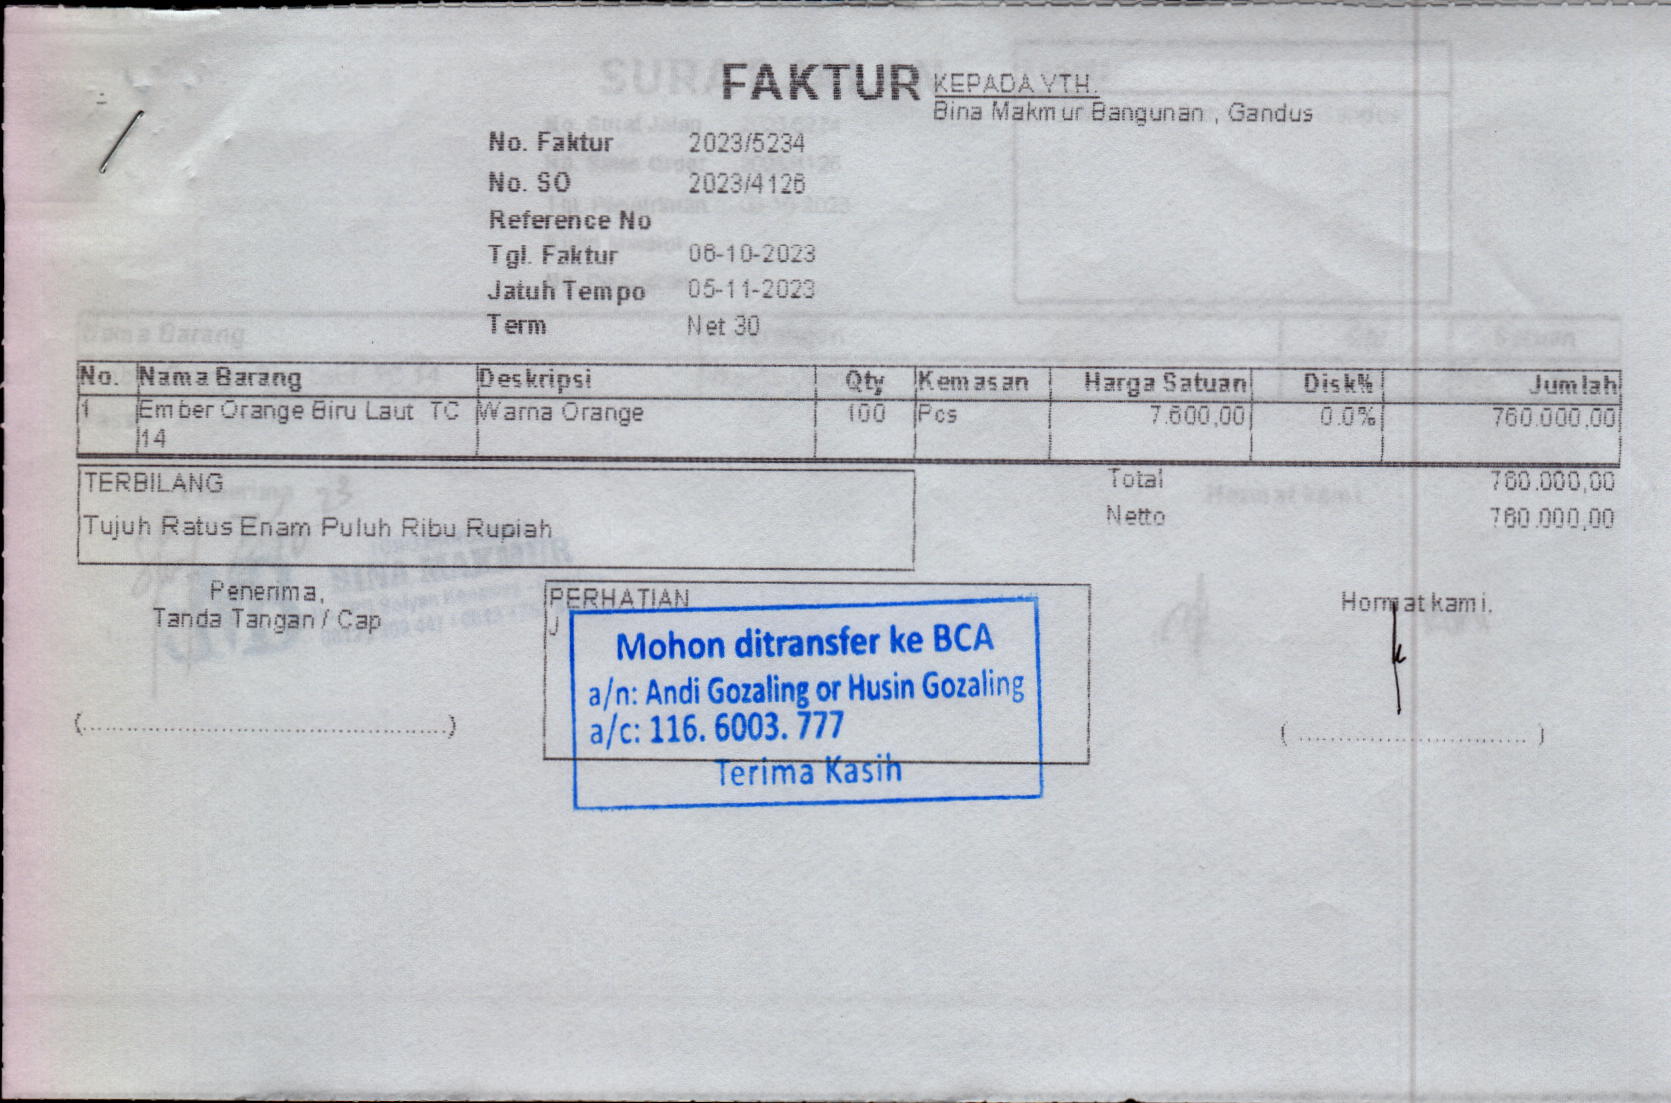 FAKTUR
KEPADA YTH.
Bina Makmur Bangunan , Gandus
No. Faktur 2023/5234
No. SO 2023/4126
Reference No
Tgl. Faktur 06-10-2023
Jatuh Tempo 05-11-2023
Term Net 30
No. Nama Barang Deskripsi Qty Kemasan Harga Satuan Disk% Jumlah
1 Ember Orange Biru Laut TC Warna Orange 100 Pcs 7.600,00 0.0% 760.000,00
14
TERBILANG Total 760.000,00
Tujuh Ratus Enam Puluh Ribu Rupiah Netto 760.000,00
Penerima,
Tanda Tangan / Cap
PERHATIAN
Hormat kami.
Mohon ditransfer ke BCA
a/n: Andi Gozaling or Husin Gozaling
a/c: 116. 6003. 777
Terima Kasih
(..............................................)
( ............................. )